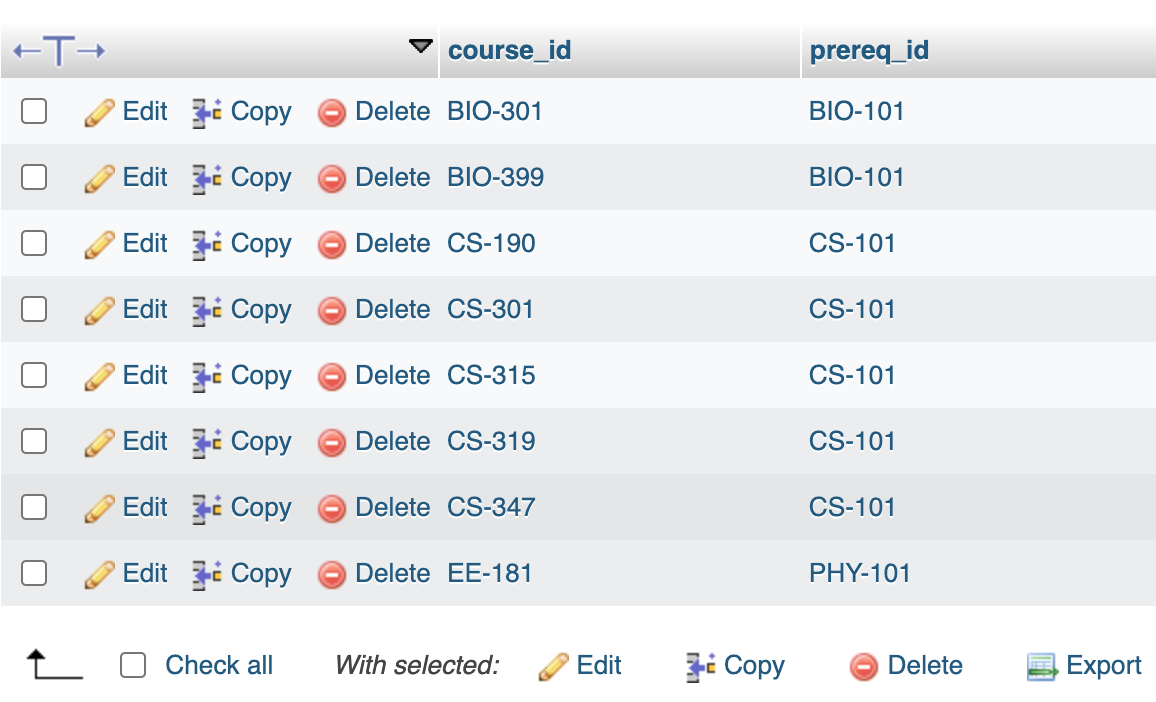 course_id prereq_id
Edit Copy Delete BIO-301 BIO-101
Edit Copy Delete BIO-399 BIO-101
Edit Copy Delete CS-190 CS-101
Edit Copy Delete CS-301 CS-101
Edit Copy Delete CS-315 CS-101
Edit Copy Delete CS-319 CS-101
Edit Copy Delete CS-347 CS-101
Edit Copy Delete EE-181 PHY-101
Check all With selected: Edit Copy Delete Export